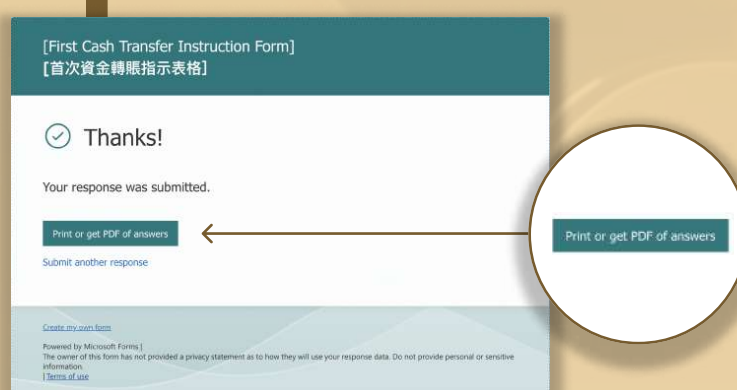 [First Cash Transfer Instruction Form]
[首次資金轉賬指示表格]
Thanks!
Your response was submitted.
Print or get PDF of answers
Print or get PDF of answers
Submit another response
Create my own form
Powered by Microsoft Forms |
The owner of this form has not provided a privacy statement as to how they will use your response data. Do not provide personal or sensitive
information.
| Terms of use